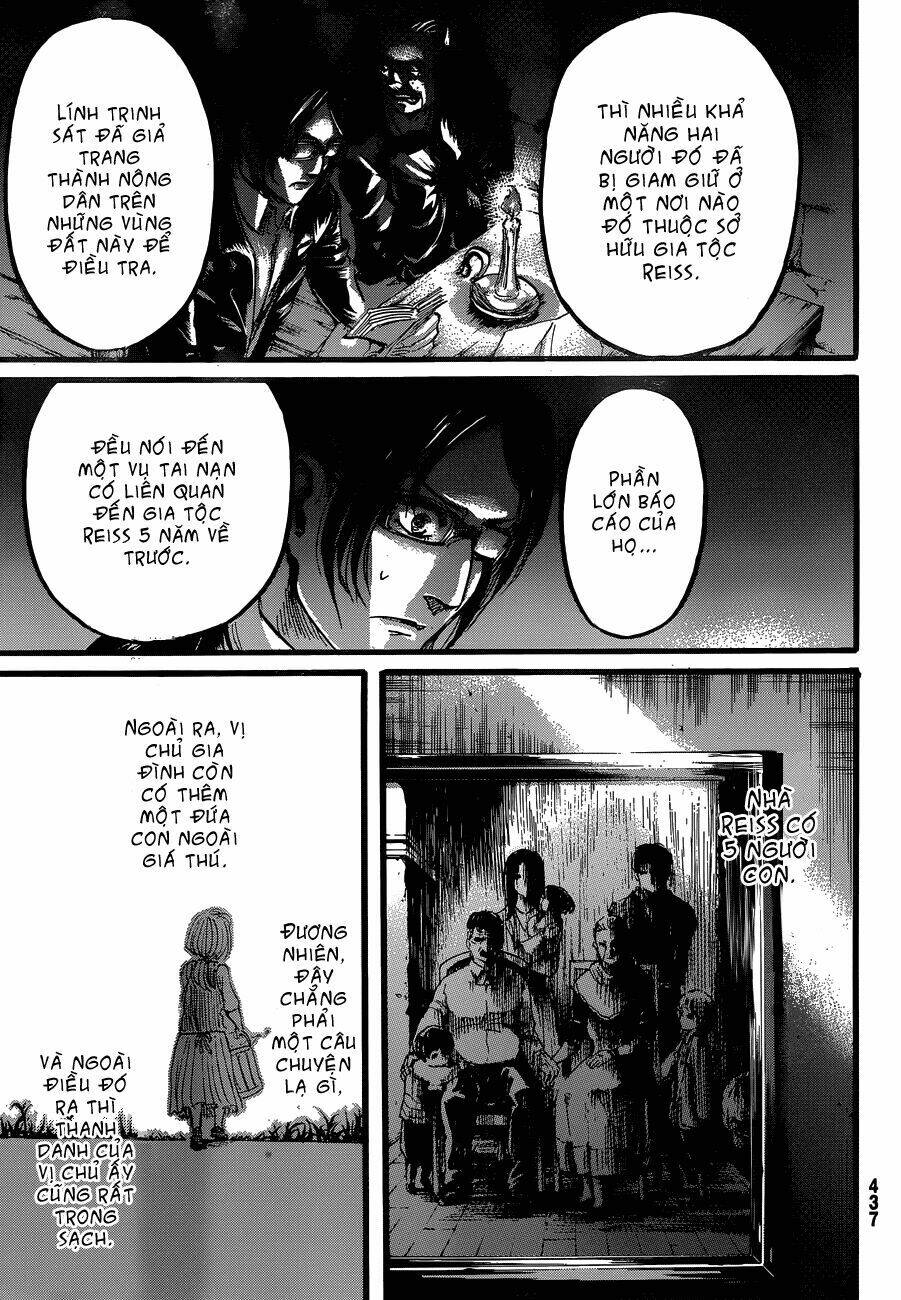 THÌ NHIỀU KHẢ
NĂNG HAI
NGƯỜI ĐÓ ĐÃ
BỊ GIAM GIỮ Ở
MỘT NƠI NÀO
ĐÓ THUỘC SỞ
HỮU GIA TỘC
REISS.
LÍNH TRINH
SÁT ĐÃ GIẢ
TRANG
THÀNH NÔNG
DÂN TRÊN
NHỮNG VÙNG
ĐẤT NÀY ĐỂ
ĐIỀU TRA.
PHẦN
LỚN BÁO
CÁO CỦA
HỌ...
ĐỀU NÓI ĐẾN
MỘT VỤ TAI NẠN
CÓ LIÊN QUAN
ĐẾN GIA TỘC
REISS 5 NĂM VỀ
TRƯỚC.
NHÀ
REISS CÓ
5 NGƯỜI
CON.
NGOÀI RA, VỊ
CHỦ GIA
ĐÌNH CÒN
CÓ THÊM
MỘT ĐỨA
CON NGOÀI
GIÁ THÚ.
ĐƯƠNG
NHIÊN,
ĐÂY
CHẲNG
PHẢI
MỘT CÂU
CHUYỆN
LẠ GÌ,
VÀ NGOÀI
ĐIỀU ĐÓ
RA THÌ
THANH
DANH CỦA
VỊ CHỦ ẤY
CŨNG RẤT
TRONG
SẠCH.
437